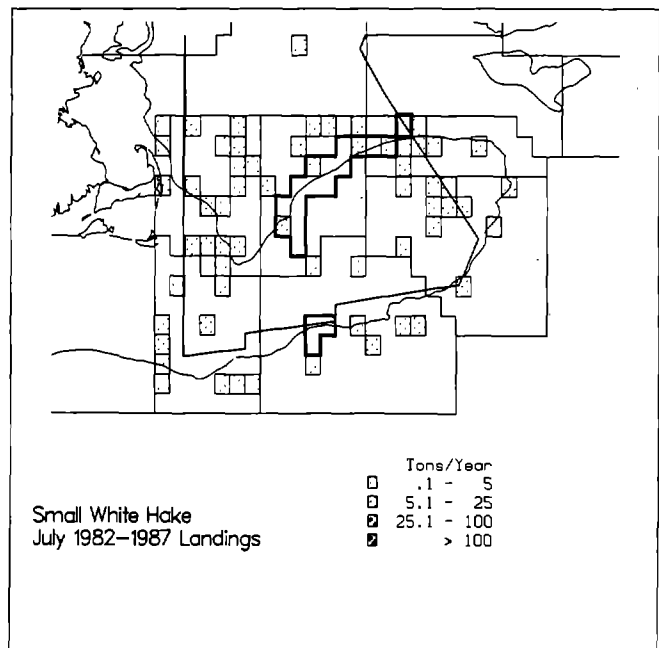 Tons/Year
.1 - 5
5.1 - 25
25.1 - 100
> 100
Small White Hake
July 1982-1987 Landings